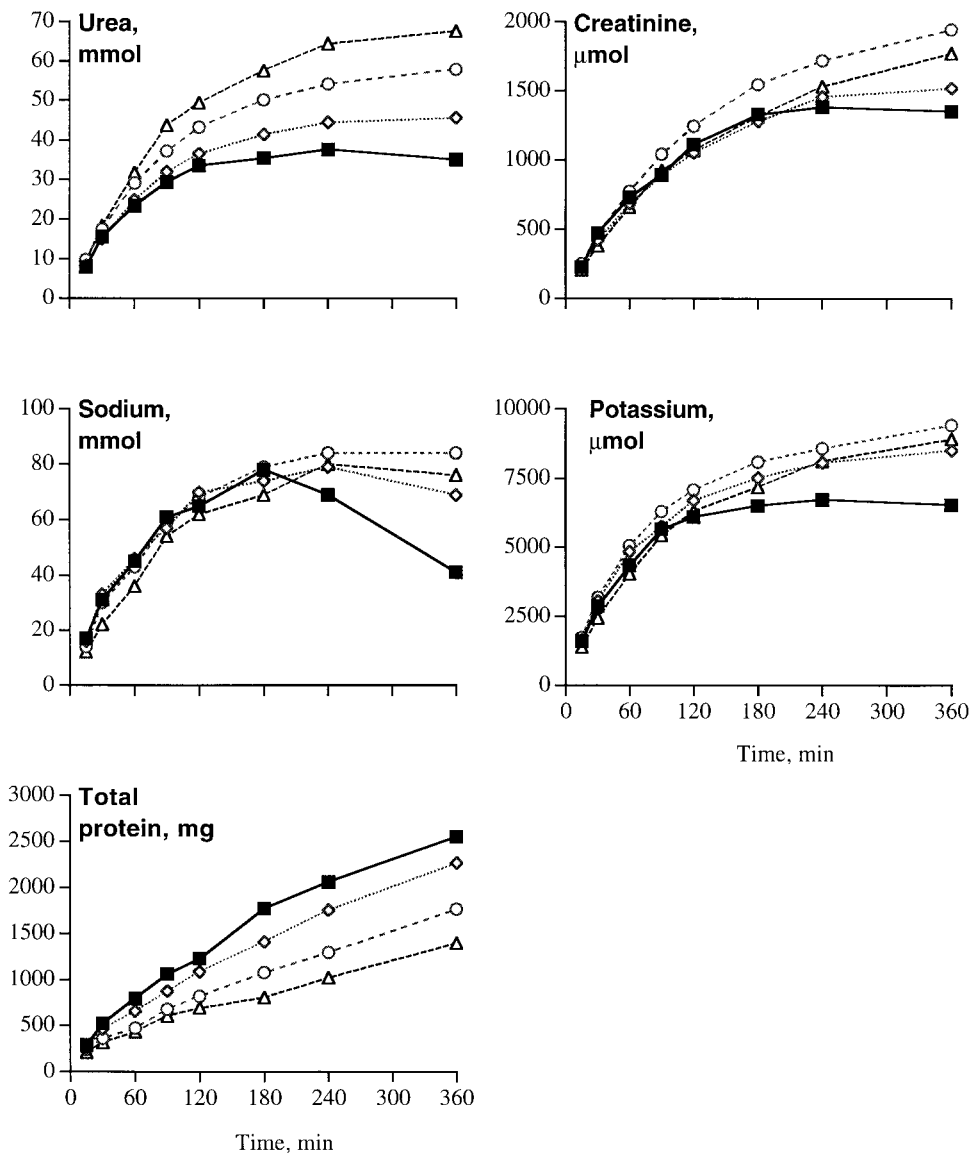 Urea,
mmol
70
60
50
40
30
20
10
0
Creatinine,
μmol
2000
1500
1000
500
0
Sodium,
mmol
100
80
60
40
20
0
Potassium,
μmol
10000
7500
5000
2500
0
0 60 120 180 240 300 360
Time, min
Total
protein, mg
3000
2500
2000
1500
1000
500
0
0 60 120 180 240 300 360
Time, min